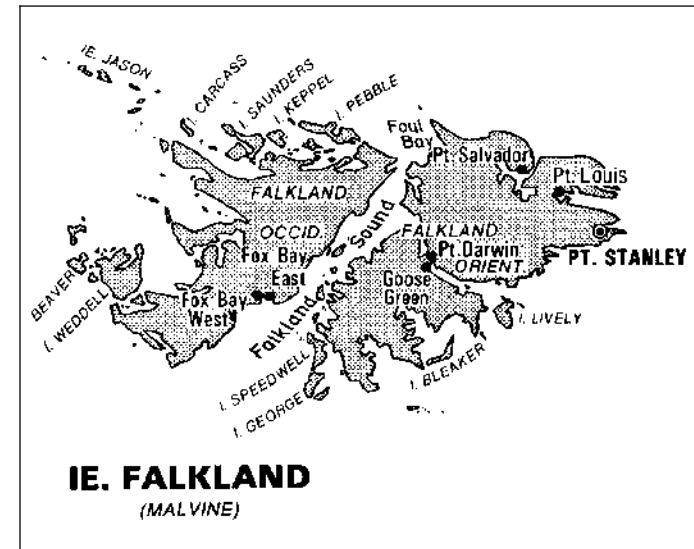 IE. JASON
I. CARCASS
I. SAUNDERS
I. KEPPEL
I. PEBBLE
Foul
Bay
Pt. Salvador
Pt. Louis
FALKLAND
OCCID.
Sound
FALKLAND
Pt. Darwin
ORIENT.
PT. STANLEY
Fox Bay
East
Goose
Green
BEAVER
I. WEDDELL
Fox Bay
West
Falkland
I. LIVELY
I. SPEEDWELL
I. BLEAKER
I. GEORGE
IE. FALKLAND
(MALVINE)